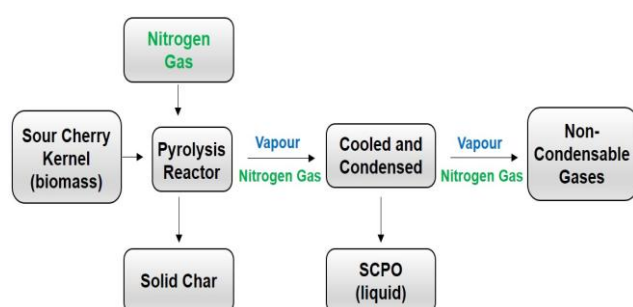 Nitrogen
Gas
Sour Cherry
Kernel
(biomass)
Pyrolysis
Reactor
Vapour
Nitrogen Gas
Cooled and
Condensed
Vapour
Nitrogen Gas
Non-
Condensable
Gases
Solid Char
SCPO
(liquid)